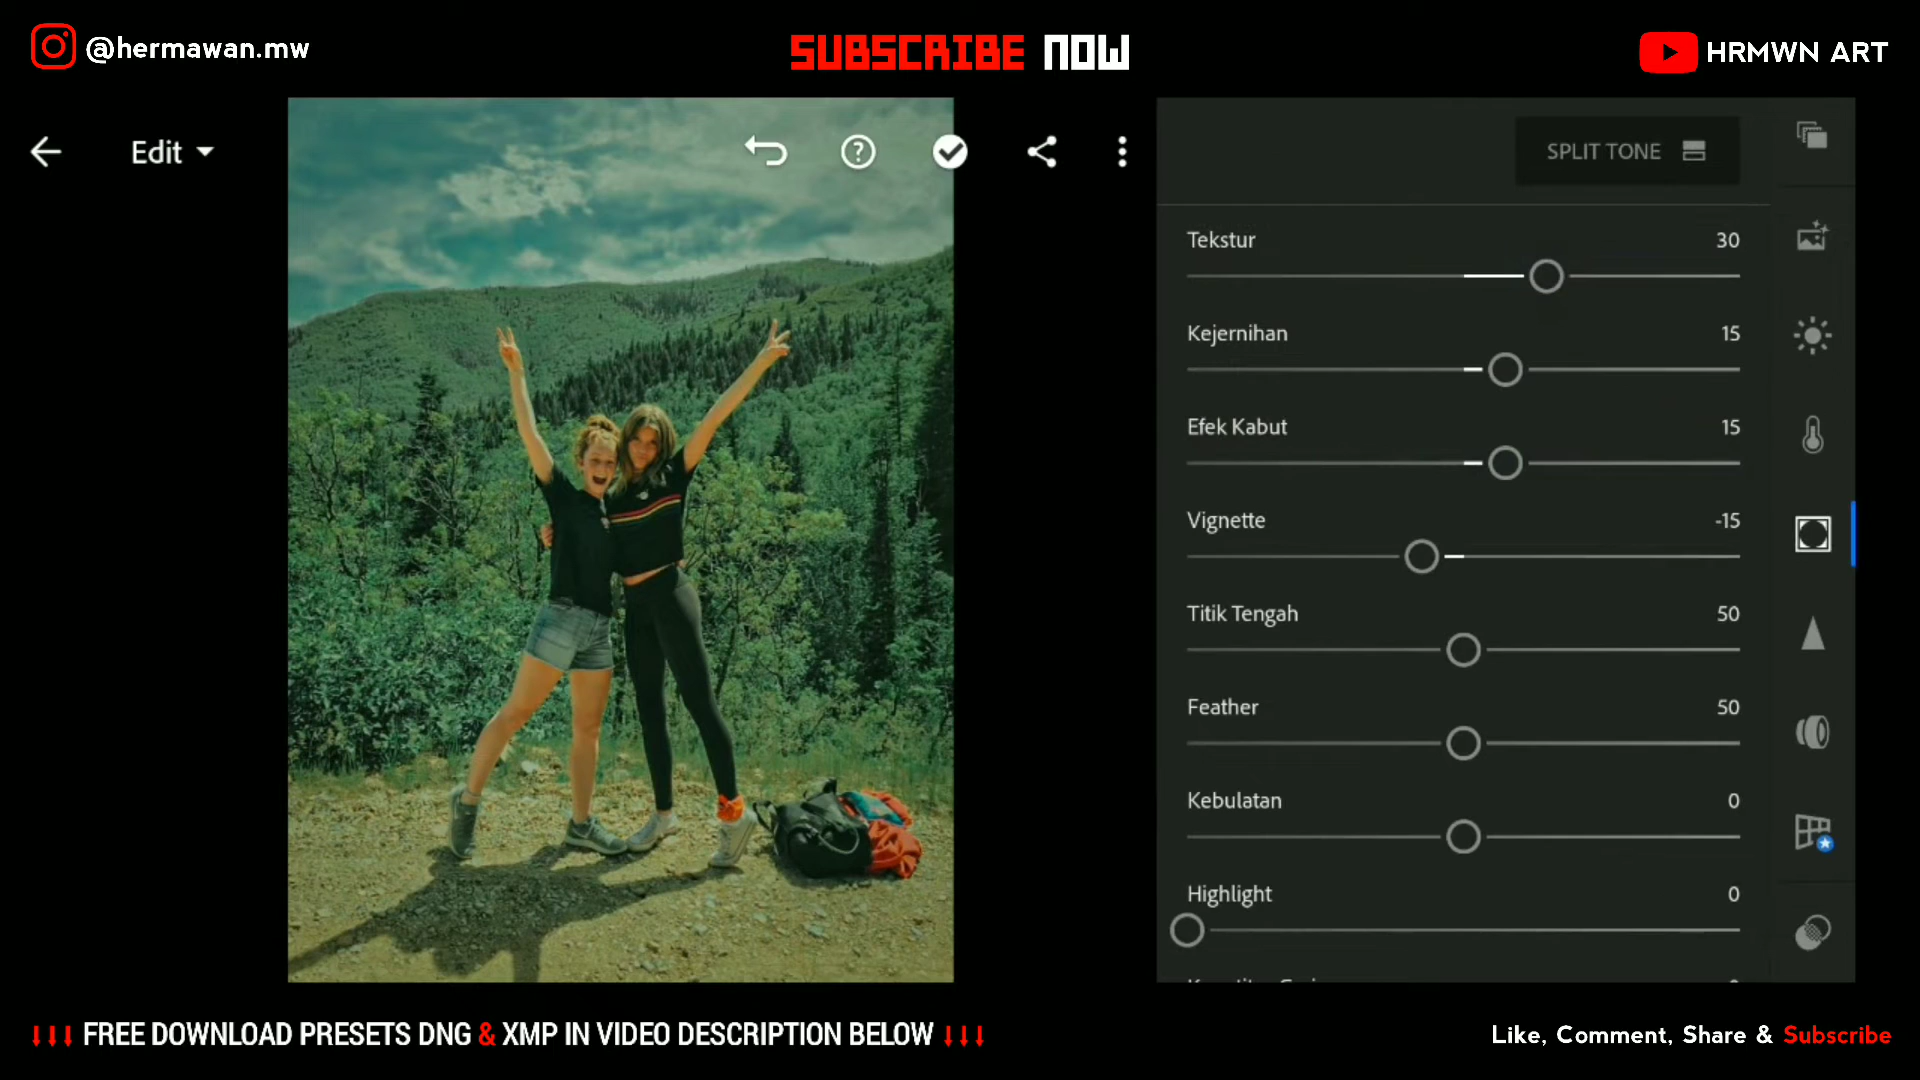 @hermawan.mw
SUBSCRIBE NOW
HRMWN ART
Edit
SPLIT TONE
Tekstur 30
Kejernihan 15
Efek Kabut 15
Vignette -15
Titik Tengah 50
Feather 50
Kebulatan 0
Highlight 0
↓↓↓ FREE DOWNLOAD PRESETS DNG & XMP IN VIDEO DESCRIPTION BELOW ↓↓↓
Like, Comment, Share & Subscribe